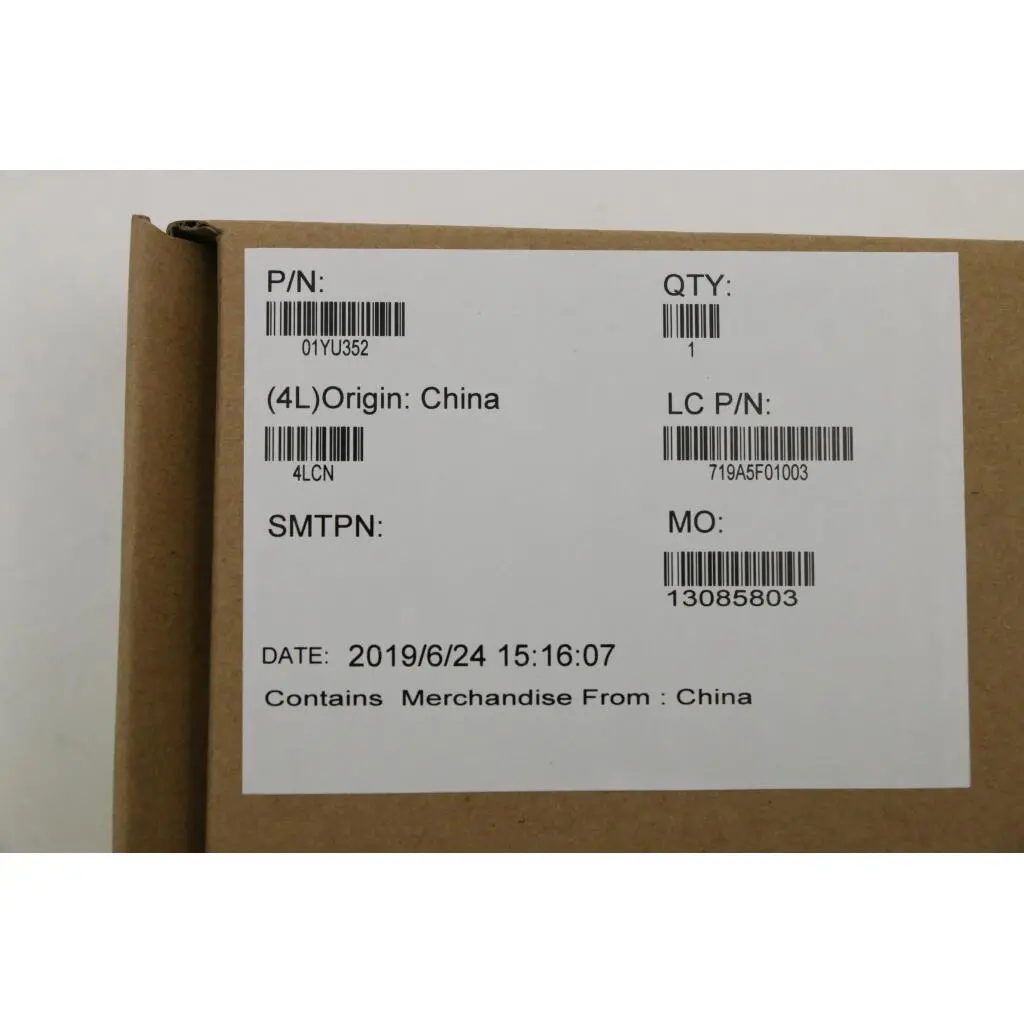 P/N:
01YU352
QTY:
1
(4L)Origin: China
4LCN
LC P/N:
719A5F01003
SMTPN:
MO:
13085803
DATE: 2019/6/24 15:16:07
Contains Merchandise From : China